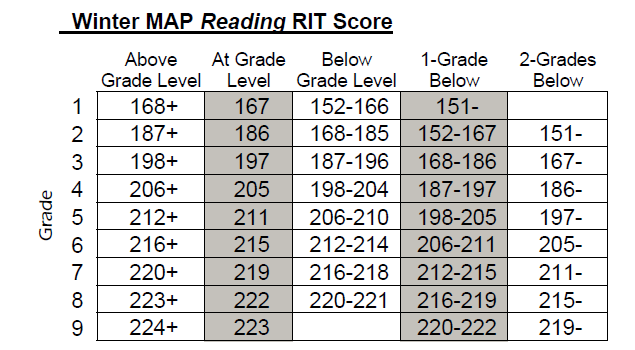 Winter MAP Reading RIT Score
Above At Grade Below 1-Grade 2-Grades
Grade Level Level Grade Level Below Below
1 168+ 167 152-166 151-
2 187+ 186 168-185 152-167 151-
3 198+ 197 187-196 168-186 167-
4 206+ 205 198-204 187-197 186-
5 212+ 211 206-210 198-205 197-
6 216+ 215 212-214 206-211 205-
7 220+ 219 216-218 212-215 211-
8 223+ 222 220-221 216-219 215-
9 224+ 223 220-222 219-
Grade